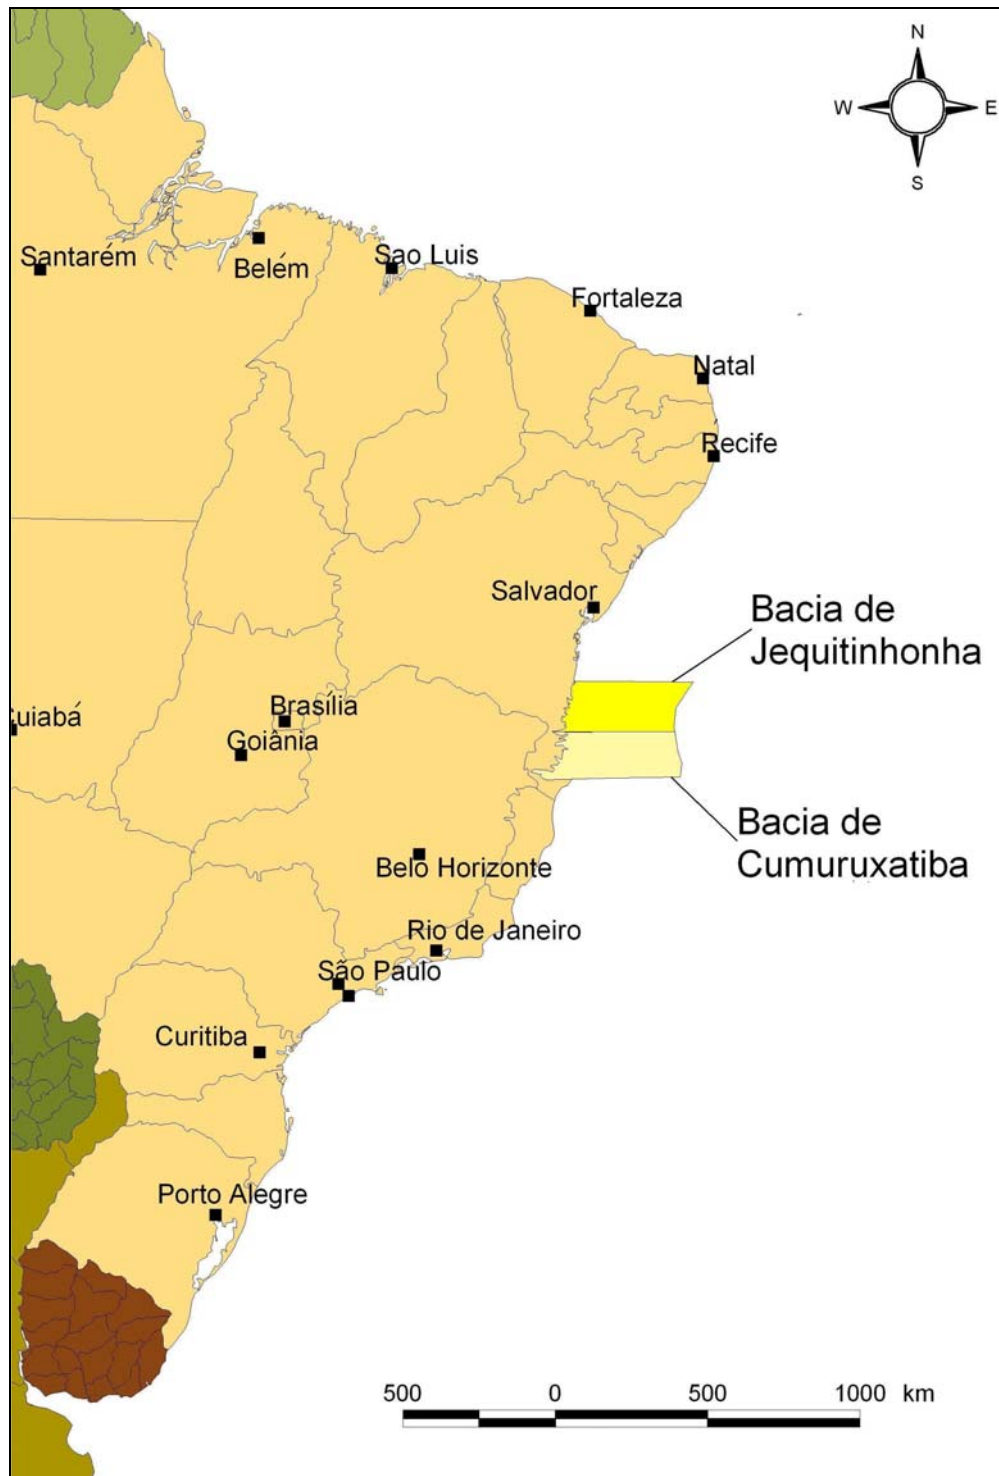 N
W E
S
Santarém
Belém
Sao Luis
Fortaleza
Natal
Recife
Salvador
Bacia de
Jequitinhonha
Brasília
uiabá
Goiânia
Bacia de
Cumuruxatiba
Belo Horizonte
Rio de Janeiro
São Paulo
Curitiba
Porto Alegre
500 0 500 1000 km